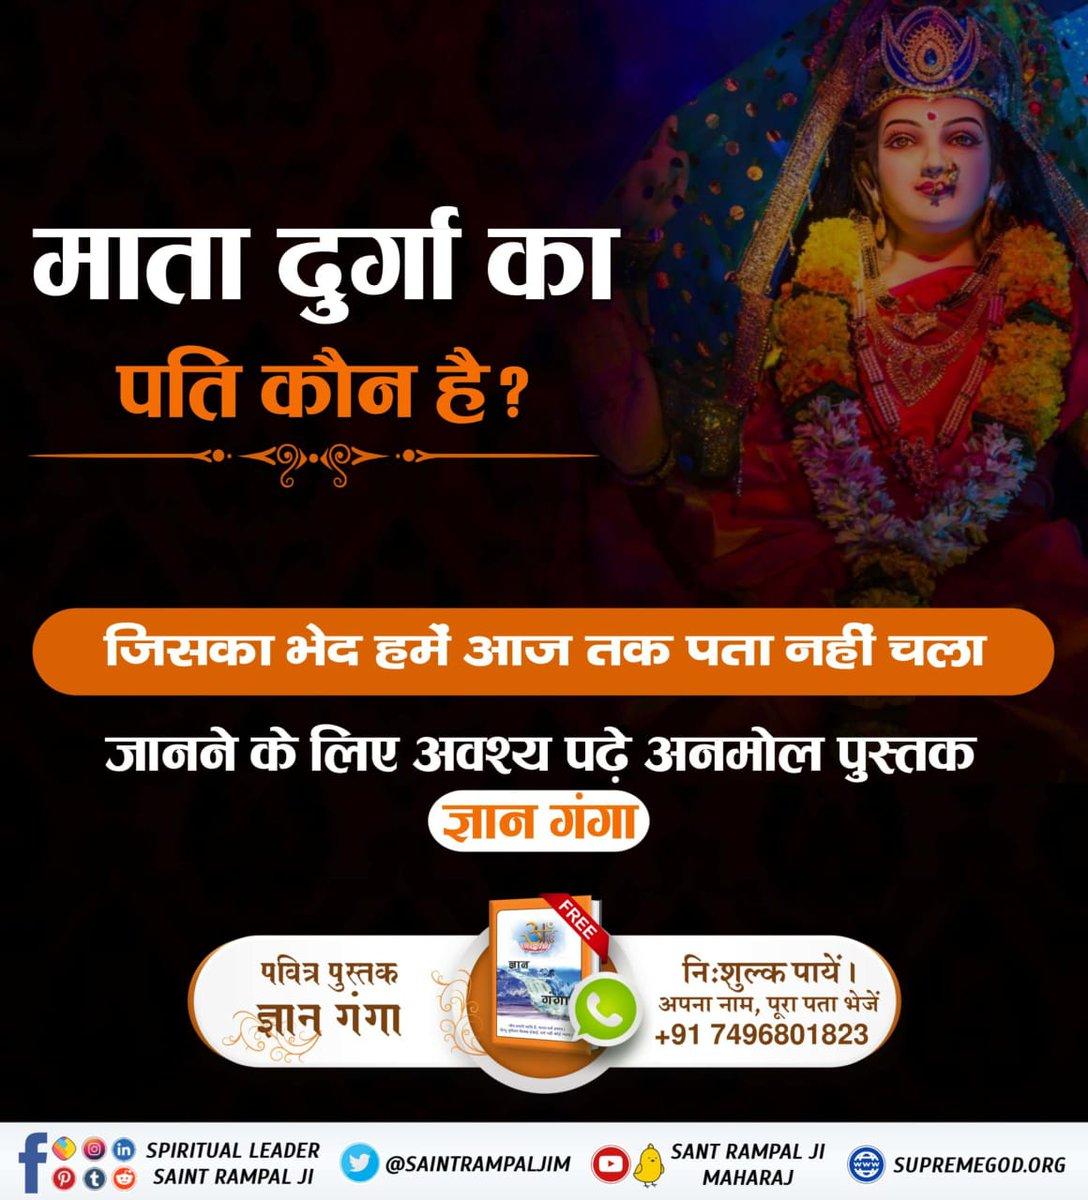 माता दुर्गा का
पति कौन है?
जिसका भेद हमें आज तक पता नहीं चला
जानने के लिए अवश्य पढ़े अनमोल पुस्तक
ज्ञान गंगा
पवित्र पुस्तक
ज्ञान गंगा
FREE
ज्ञान
गंगा
निःशुल्क पायें।
अपना नाम, पूरा पता भेजें
+91 7496801823
SPIRITUAL LEADER
SAINT RAMPAL JI
@SAINTRAMPALJIM
SANT RAMPAL JI
MAHARAJ
SUPREMEGOD.ORG